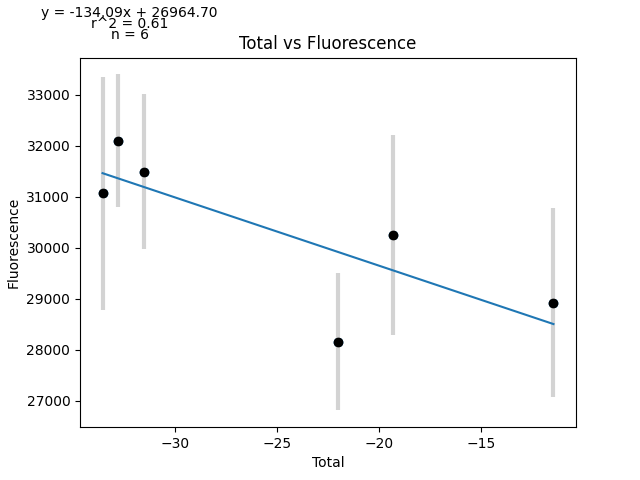 y = -134.09x + 26964.70
r^2 = 0.61
n = 6
Total vs Fluorescence
33000
32000
31000
30000
29000
28000
27000
Fluorescence
−30
−25
−20
−15
Total